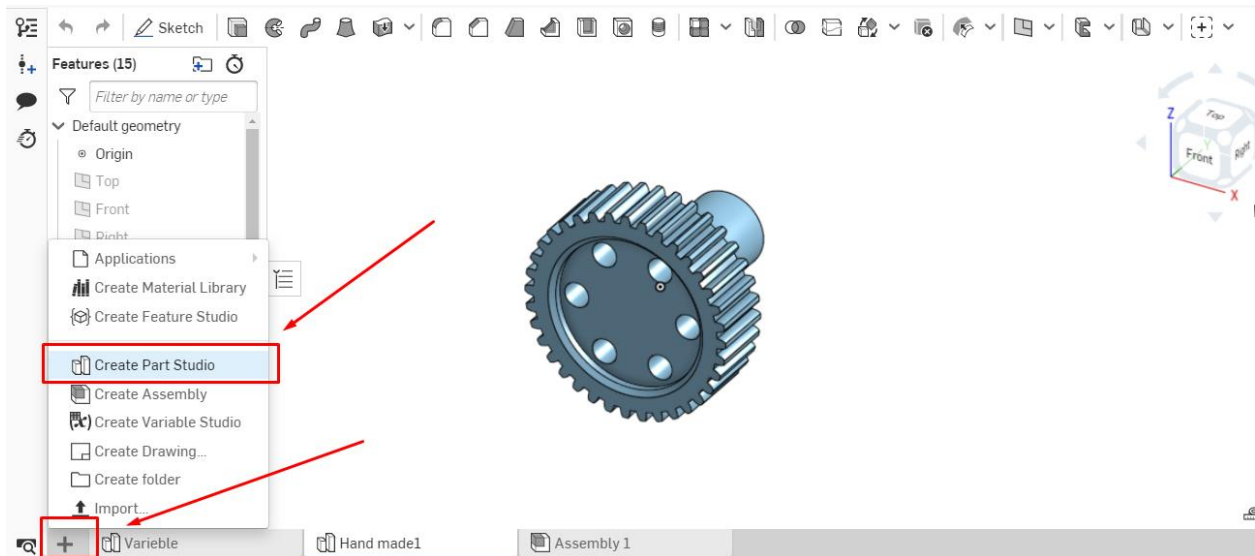 Sketch
Features (15)
Filter by name or type
Default geometry
Origin
Top
Front
Right
Applications
Create Material Library
Create Feature Studio
Create Part Studio
Create Assembly
Create Variable Studio
Create Drawing...
Create folder
Import...
Varieble
Hand made1
Assembly 1
Z
Top
Y
Front
Right
X